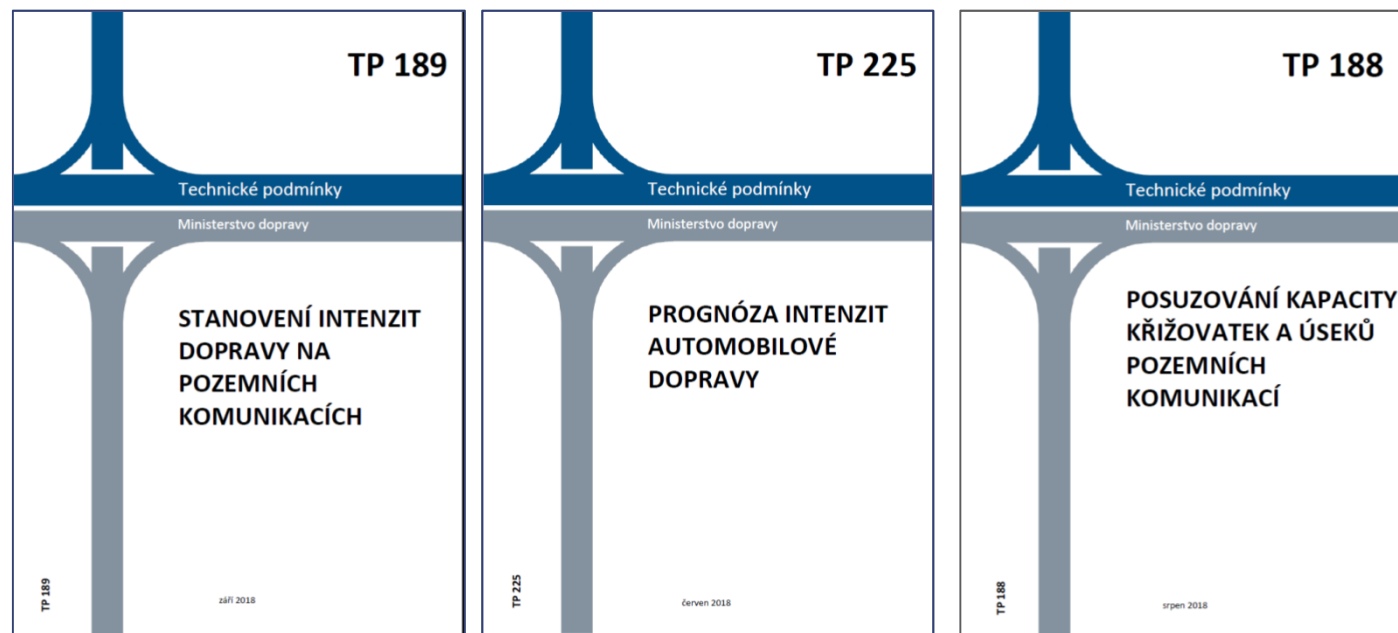 TP 189
Technické podmínky
Ministerstvo dopravy
STANOVENÍ INTENZIT
DOPRAVY NA
POZEMNÍCH
KOMUNIKACÍCH
TP 189
září 2018
TP 225
Technické podmínky
Ministerstvo dopravy
PROGNÓZA INTENZIT
AUTOMOBILOVÉ
DOPRAVY
TP 225
červen 2018
TP 188
Technické podmínky
Ministerstvo dopravy
POSUZOVÁNÍ KAPACITY
KŘIŽOVATEK A ÚSEKŮ
POZEMNÍCH
KOMUNIKACÍ
TP 188
srpen 2018